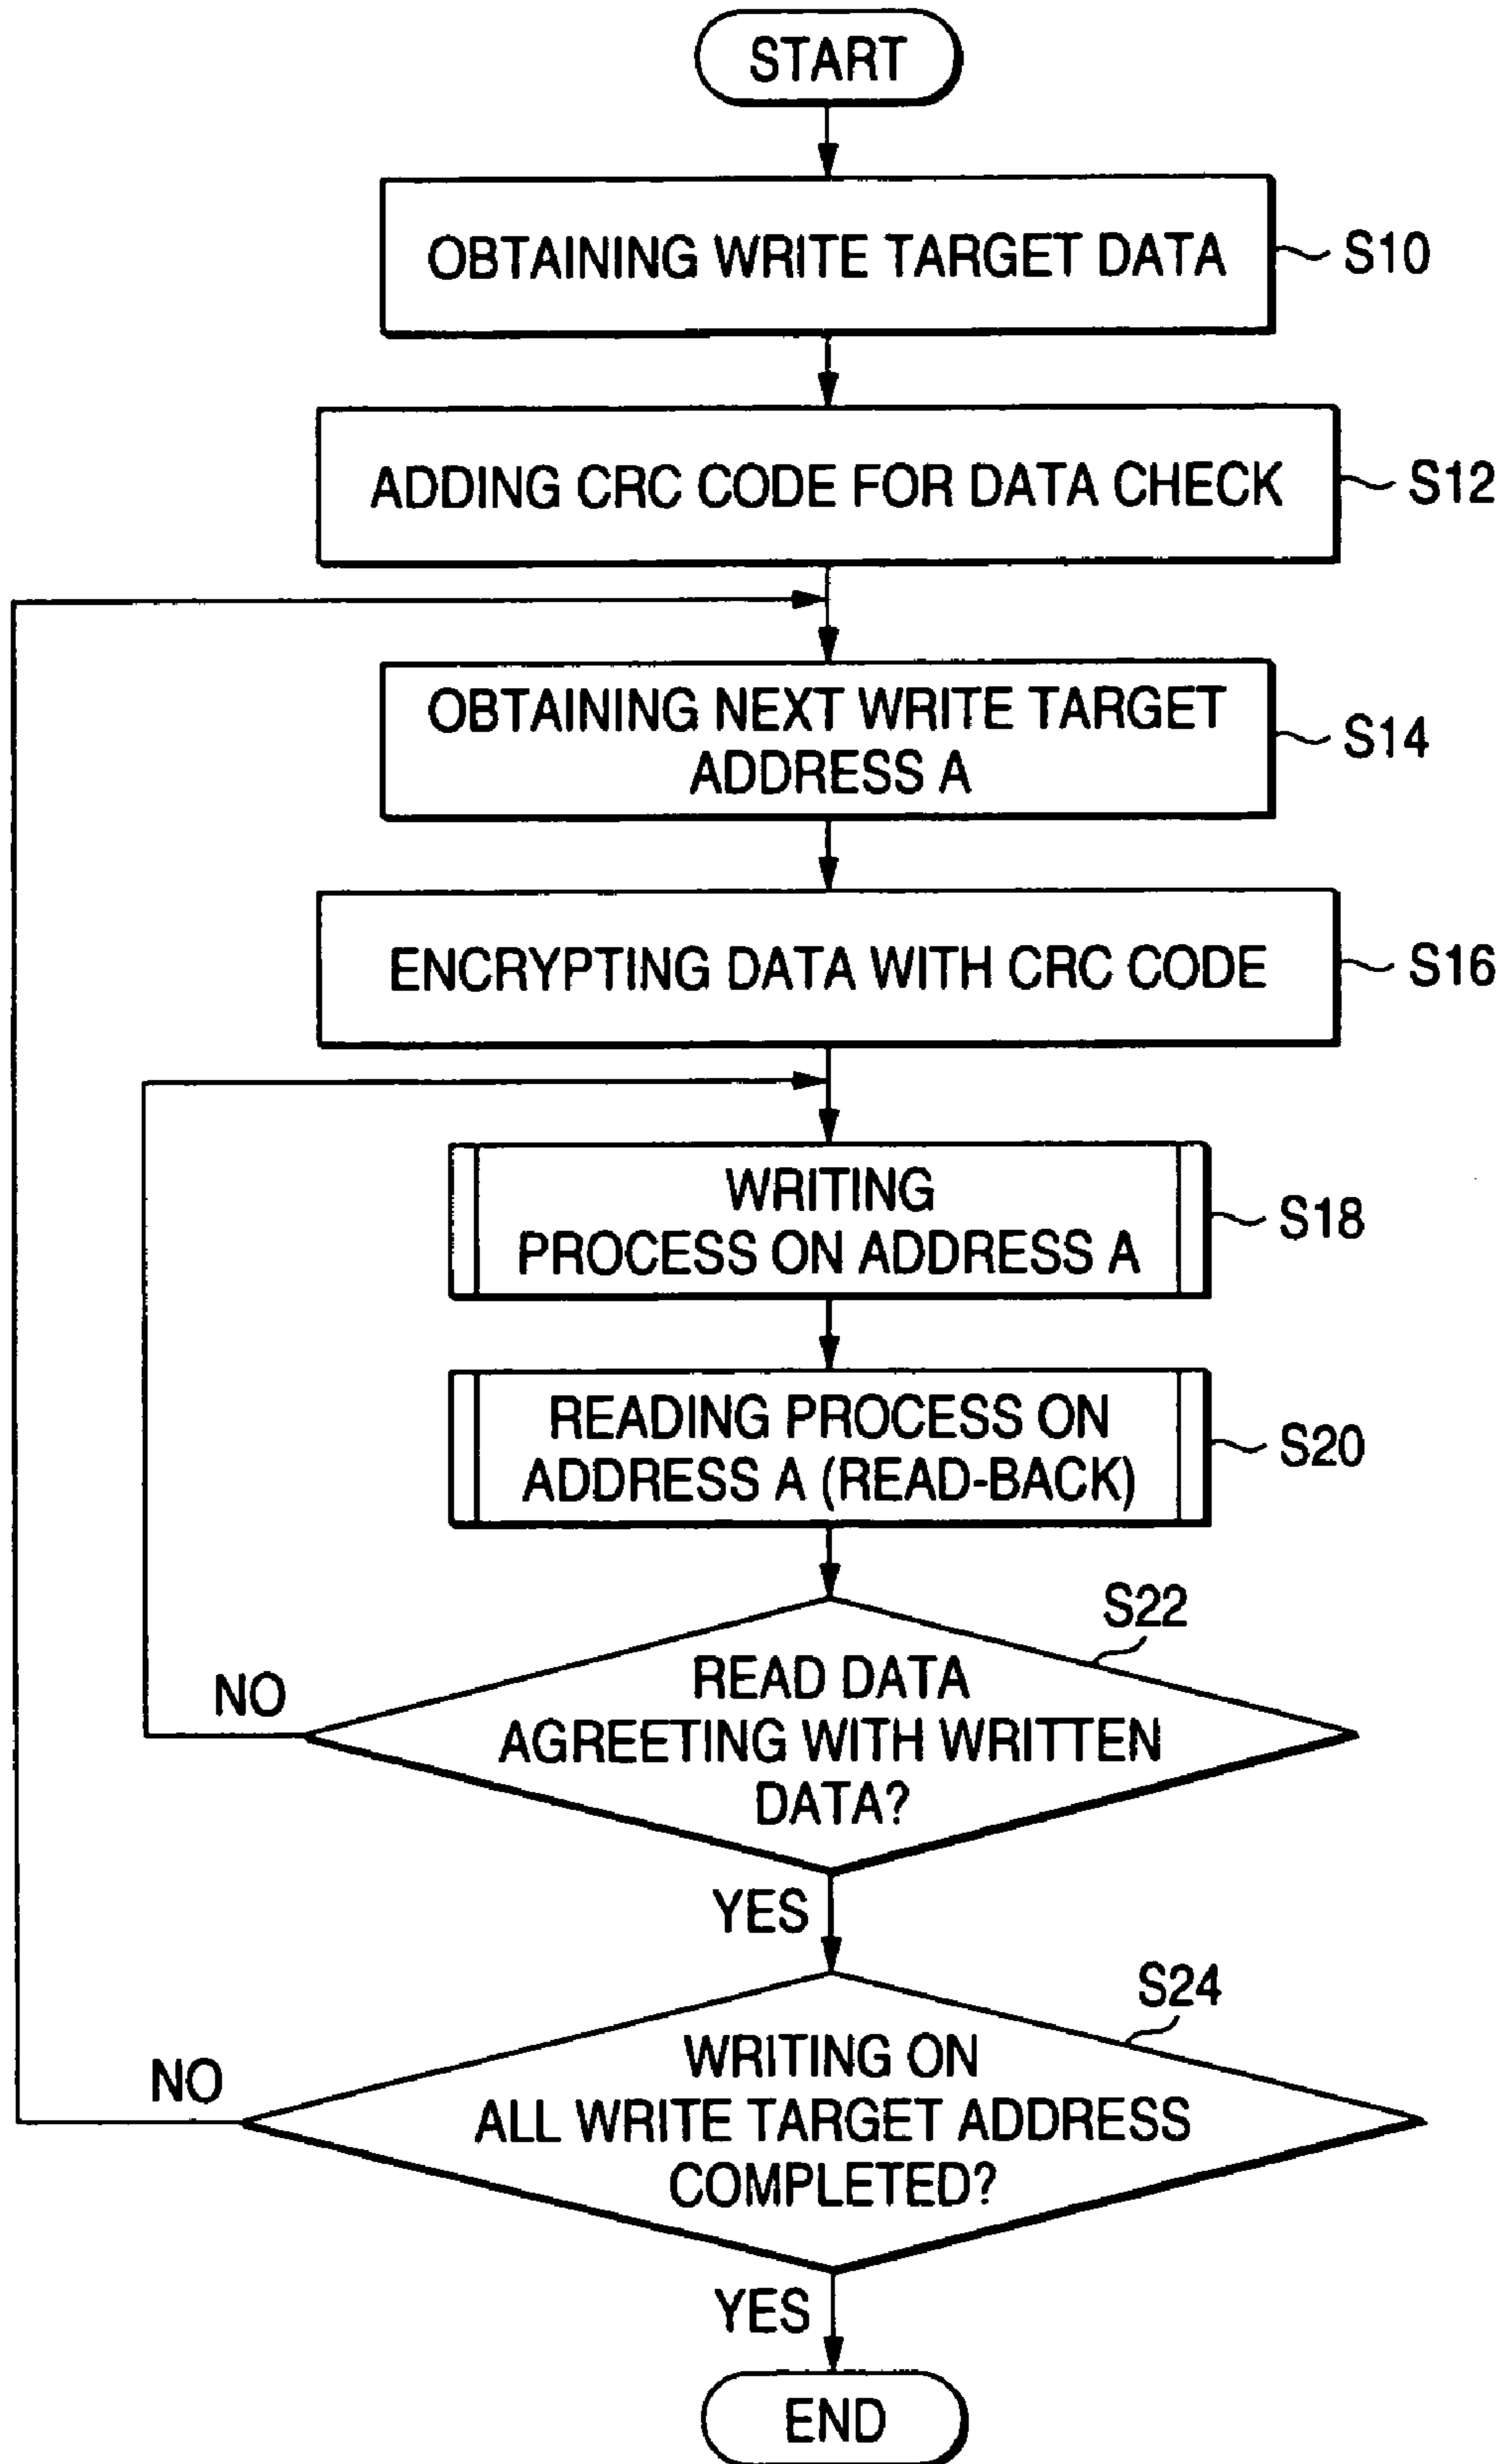 START
OBTAINING WRITE TARGET DATA
S10
ADDING CRC CODE FOR DATA CHECK
S12
OBTAINING NEXT WRITE TARGET
ADDRESS A
S14
ENCRYPTING DATA WITH CRC CODE
S16
WRITING
PROCESS ON ADDRESS A
S18
READING PROCESS ON
ADDRESS A (READ-BACK)
S20
S22
READ DATA
AGREETING WITH WRITTEN
DATA?
NO
YES
S24
WRITING ON
ALL WRITE TARGET ADDRESS
COMPLETED?
NO
YES
END